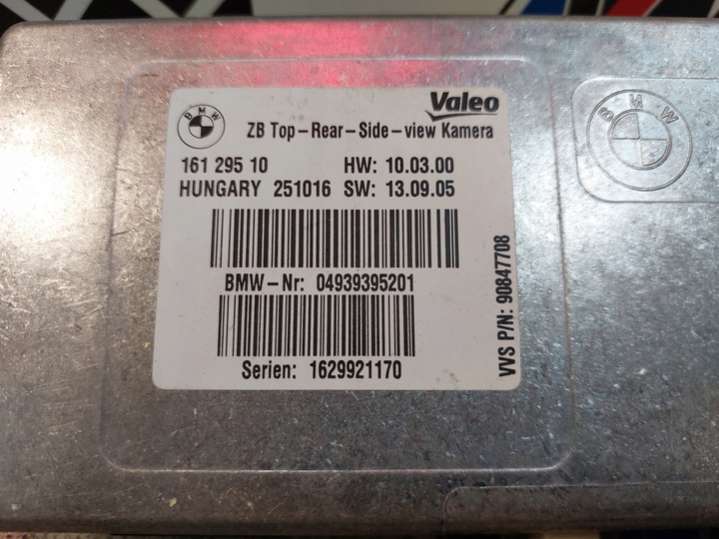 BMW
Valeo
ZB Top-Rear-Side-view Kamera
161 295 10 HW: 10.03.00
HUNGARY 251016 SW: 13.09.05
BMW-Nr: 04939395201
Serien: 1629921170
VVS P/N: 90847708
BMW